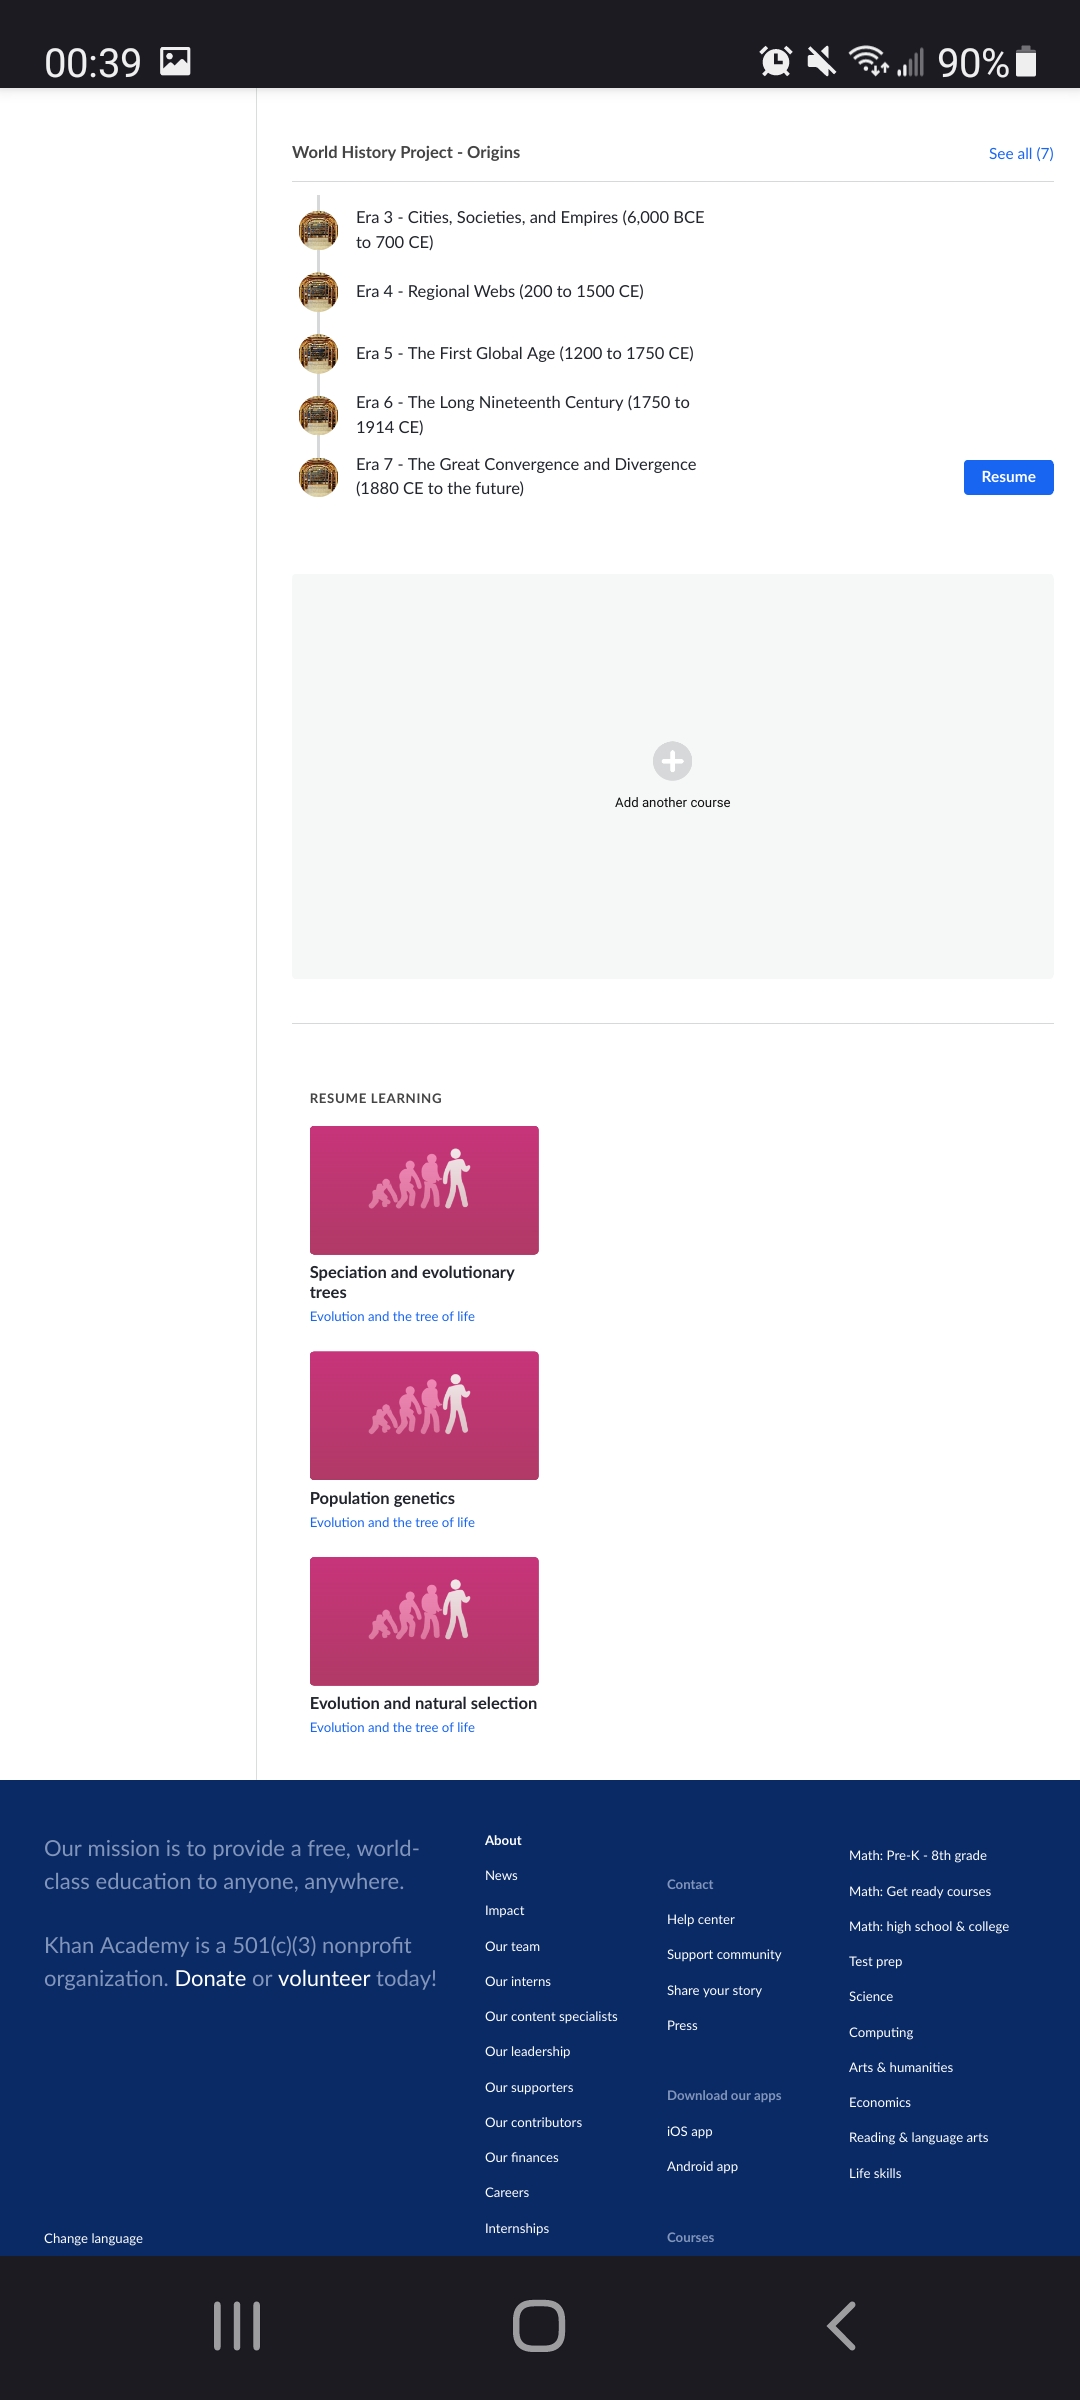 00:39
90%
World History Project - Origins
See all (7)
Era 3 - Cities, Societies, and Empires (6,000 BCE
to 700 CE)
Era 4 - Regional Webs (200 to 1500 CE)
Era 5 - The First Global Age (1200 to 1750 CE)
Era 6 - The Long Nineteenth Century (1750 to
1914 CE)
Era 7 - The Great Convergence and Divergence
(1880 CE to the future)
Resume
Add another course
RESUME LEARNING
Speciation and evolutionary
trees
Evolution and the tree of life
Population genetics
Evolution and the tree of life
Evolution and natural selection
Evolution and the tree of life
Our mission is to provide a free, world-
class education to anyone, anywhere.
Khan Academy is a 501(c)(3) nonprofit
organization. Donate or volunteer today!
Change language
About
News
Impact
Our team
Our interns
Our content specialists
Our leadership
Our supporters
Our contributors
Our finances
Careers
Internships
Contact
Help center
Support community
Share your story
Press
Download our apps
iOS app
Android app
Courses
Math: Pre-K - 8th grade
Math: Get ready courses
Math: high school & college
Test prep
Science
Computing
Arts & humanities
Economics
Reading & language arts
Life skills